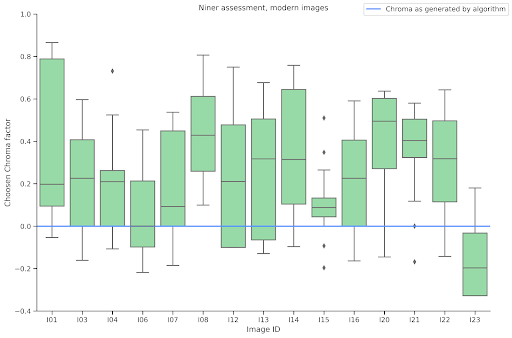 Niner assessment, modern images
Chroma as generated by algorithm
1.0
0.8
0.6
0.4
0.2
0.0
−0.2
−0.4
Choosen Chroma factor
I01 I03 I04 I06 I07 I08 I12 I13 I14 I15 I16 I20 I21 I22 I23
Image ID